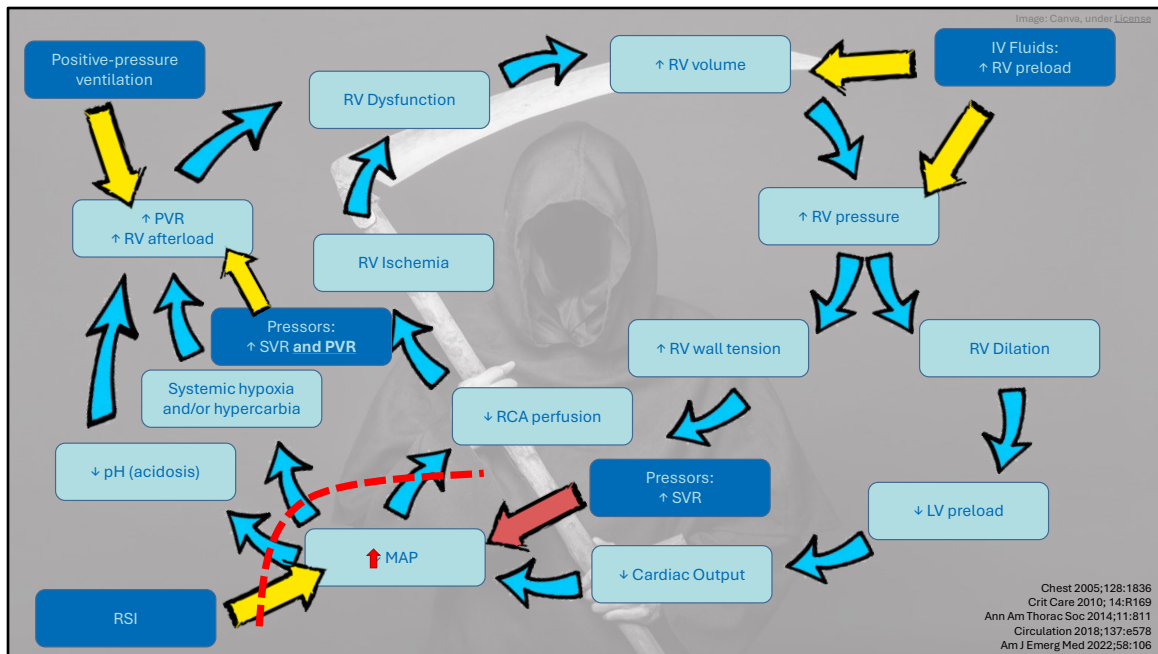 Image: Canva, under License
Positive-pressure
ventilation
↑ RV volume
IV Fluids:
↑ RV preload
RV Dysfunction
↑ PVR
↑ RV afterload
↑ RV pressure
RV Ischemia
Pressors:
↑ SVR and PVR
↑ RV wall tension
RV Dilation
Systemic hypoxia
and/or hypercarbia
↓ RCA perfusion
↓ pH (acidosis)
Pressors:
↑ SVR
↓ LV preload
MAP
↓ Cardiac Output
RSI
Chest 2005;128:1836
Crit Care 2010; 14:R169
Ann Am Thorac Soc 2014;11:811
Circulation 2018;137:e578
Am J Emerg Med 2022;58:106